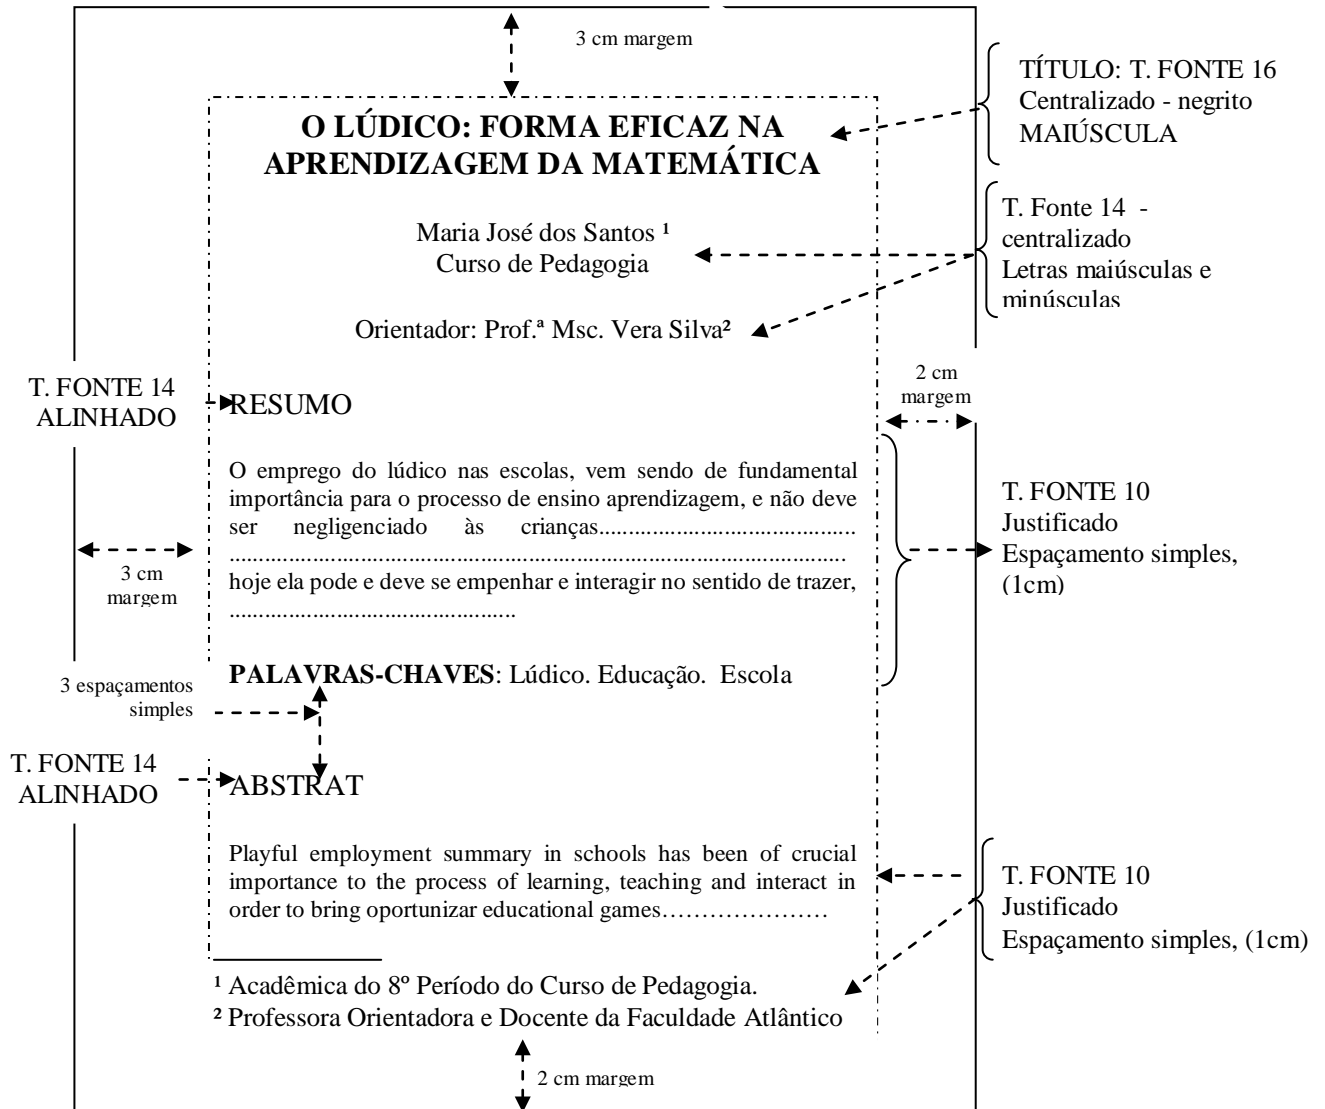 3 cm margem
TÍTULO: T. FONTE 16
Centralizado - negrito
MAIÚSCULA
O LÚDICO: FORMA EFICAZ NA
APRENDIZAGEM DA MATEMÁTICA
T. Fonte 14 -
centralizado
Letras maiúsculas e
minúsculas
Maria José dos Santos ¹
Curso de Pedagogia
Orientador: Prof.ª Msc. Vera Silva²
2 cm
margem
T. FONTE 14
ALINHADO
RESUMO
O emprego do lúdico nas escolas, vem sendo de fundamental
importância para o processo de ensino aprendizagem, e não deve
ser negligenciado às crianças.............................................
............................................................................................................
hoje ela pode e deve se empenhar e interagir no sentido de trazer,
..................................................
T. FONTE 10
Justificado
Espaçamento simples,
(1cm)
3 cm
margem
PALAVRAS-CHAVES: Lúdico. Educação. Escola
3 espaçamentos
simples
T. FONTE 14
ALINHADO
ABSTRAT
Playful employment summary in schools has been of crucial
importance to the process of learning, teaching and interact in
order to bring oportunizar educational games…………………
T. FONTE 10
Justificado
Espaçamento simples, (1cm)
¹ Acadêmica do 8º Período do Curso de Pedagogia.
² Professora Orientadora e Docente da Faculdade Atlântico
2 cm margem